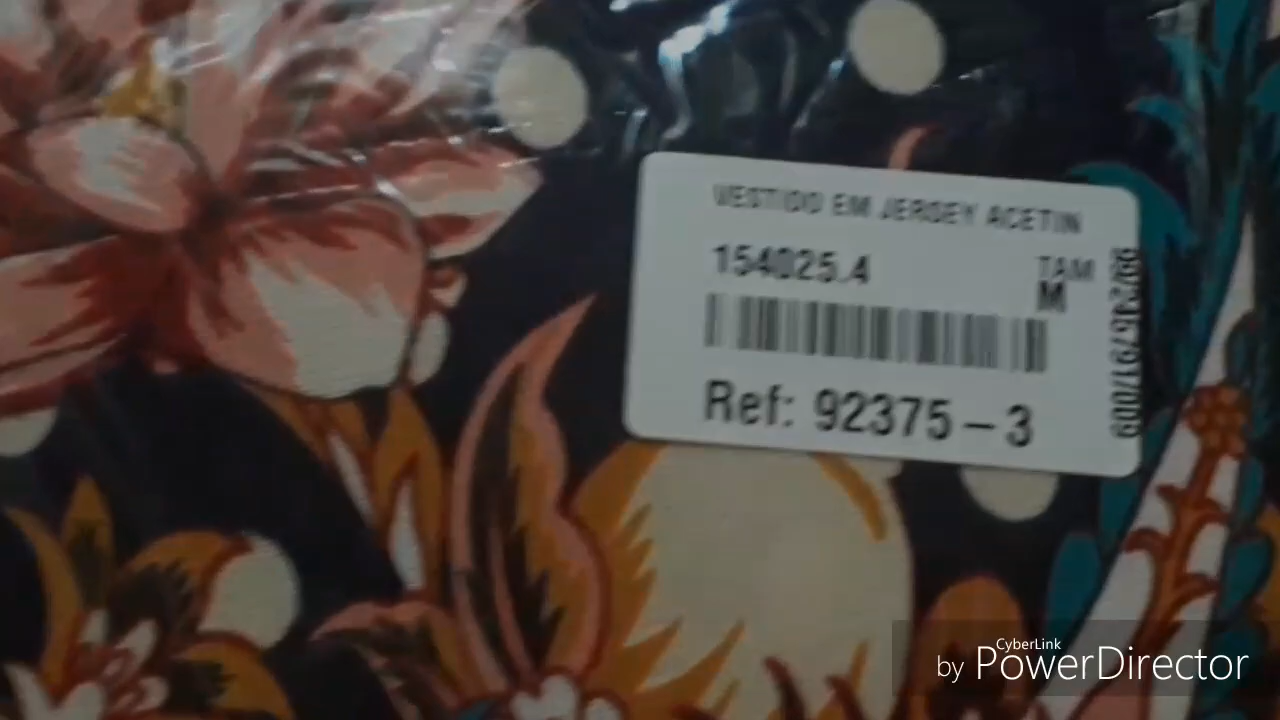 VESTIDO EM JERSEY ACETIN
154025.4
TAM
M
Ref: 92375-3
CyberLink
by PowerDirector